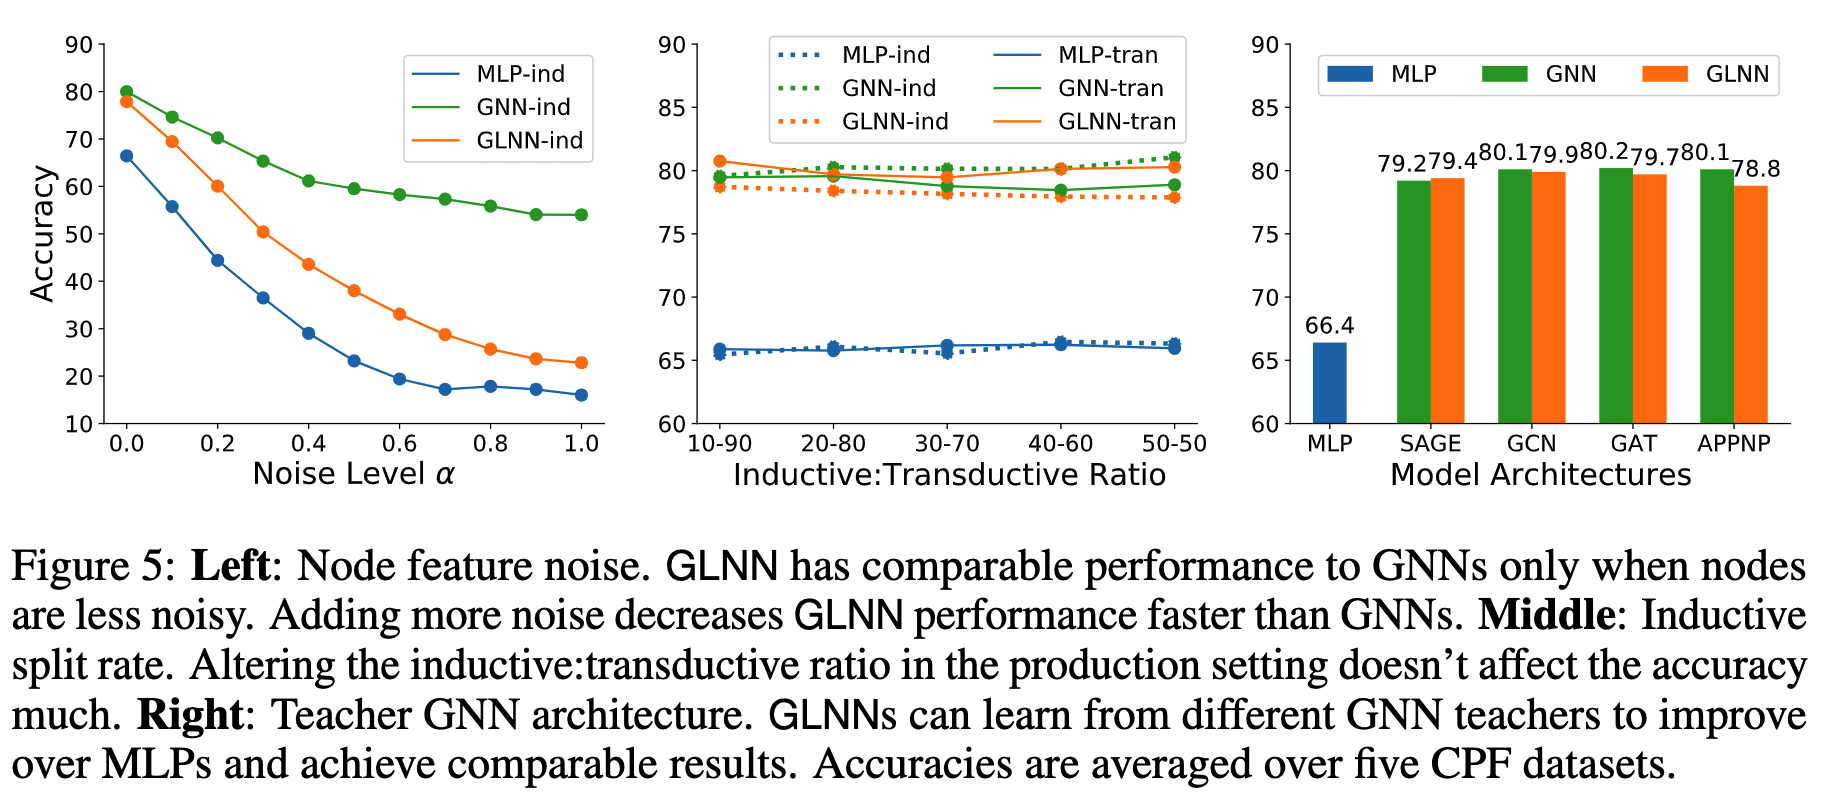 90
80
70
60
50
40
30
20
10
Accuracy
MLP-ind
GNN-ind
GLNN-ind
0.0 0.2 0.4 0.6 0.8 1.0
Noise Level α
90
85
80
75
70
65
60
MLP-ind MLP-tran
GNN-ind GNN-tran
GLNN-ind GLNN-tran
10-90 20-80 30-70 40-60 50-50
Inductive:Transductive Ratio
90
85
80
75
70
65
60
MLP GNN GLNN
66.4 79.2 79.4 80.1 79.9 80.2 79.7 80.1 78.8
MLP SAGE GCN GAT APPNP
Model Architectures
Figure 5: Left: Node feature noise. GLNN has comparable performance to GNNs only when nodes
are less noisy. Adding more noise decreases GLNN performance faster than GNNs. Middle: Inductive
split rate. Altering the inductive:transductive ratio in the production setting doesn’t affect the accuracy
much. Right: Teacher GNN architecture. GLNNs can learn from different GNN teachers to improve
over MLPs and achieve comparable results. Accuracies are averaged over five CPF datasets.